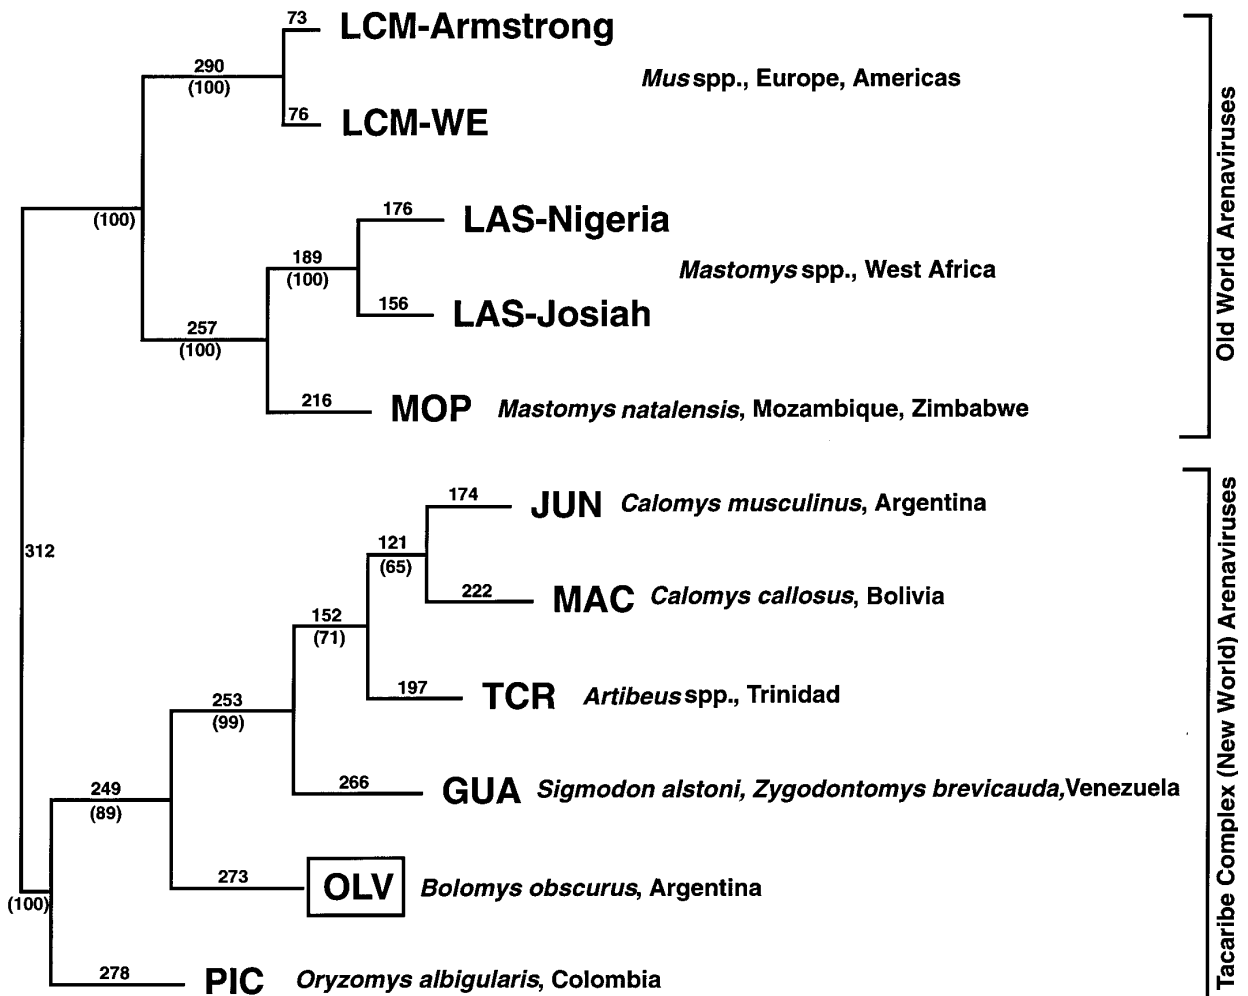 73 LCM-Armstrong
290
(100)
Mus spp., Europe, Americas
76 LCM-WE
(100)
176 LAS-Nigeria
189
(100)
Mastomys spp., West Africa
156 LAS-Josiah
257
(100)
216 MOP Mastomys natalensis, Mozambique, Zimbabwe
Old World Arenaviruses
312
174 JUN Calomys musculinus, Argentina
121
(65)
222 MAC Calomys callosus, Bolivia
152
(71)
197 TCR Artibeus spp., Trinidad
253
(99)
266 GUA Sigmodon alstoni, Zygodontomys brevicauda,Venezuela
249
(89)
273 OLV Bolomys obscurus, Argentina
(100)
278 PIC Oryzomys albigularis, Colombia
Tacaribe Complex (New World) Arenaviruses